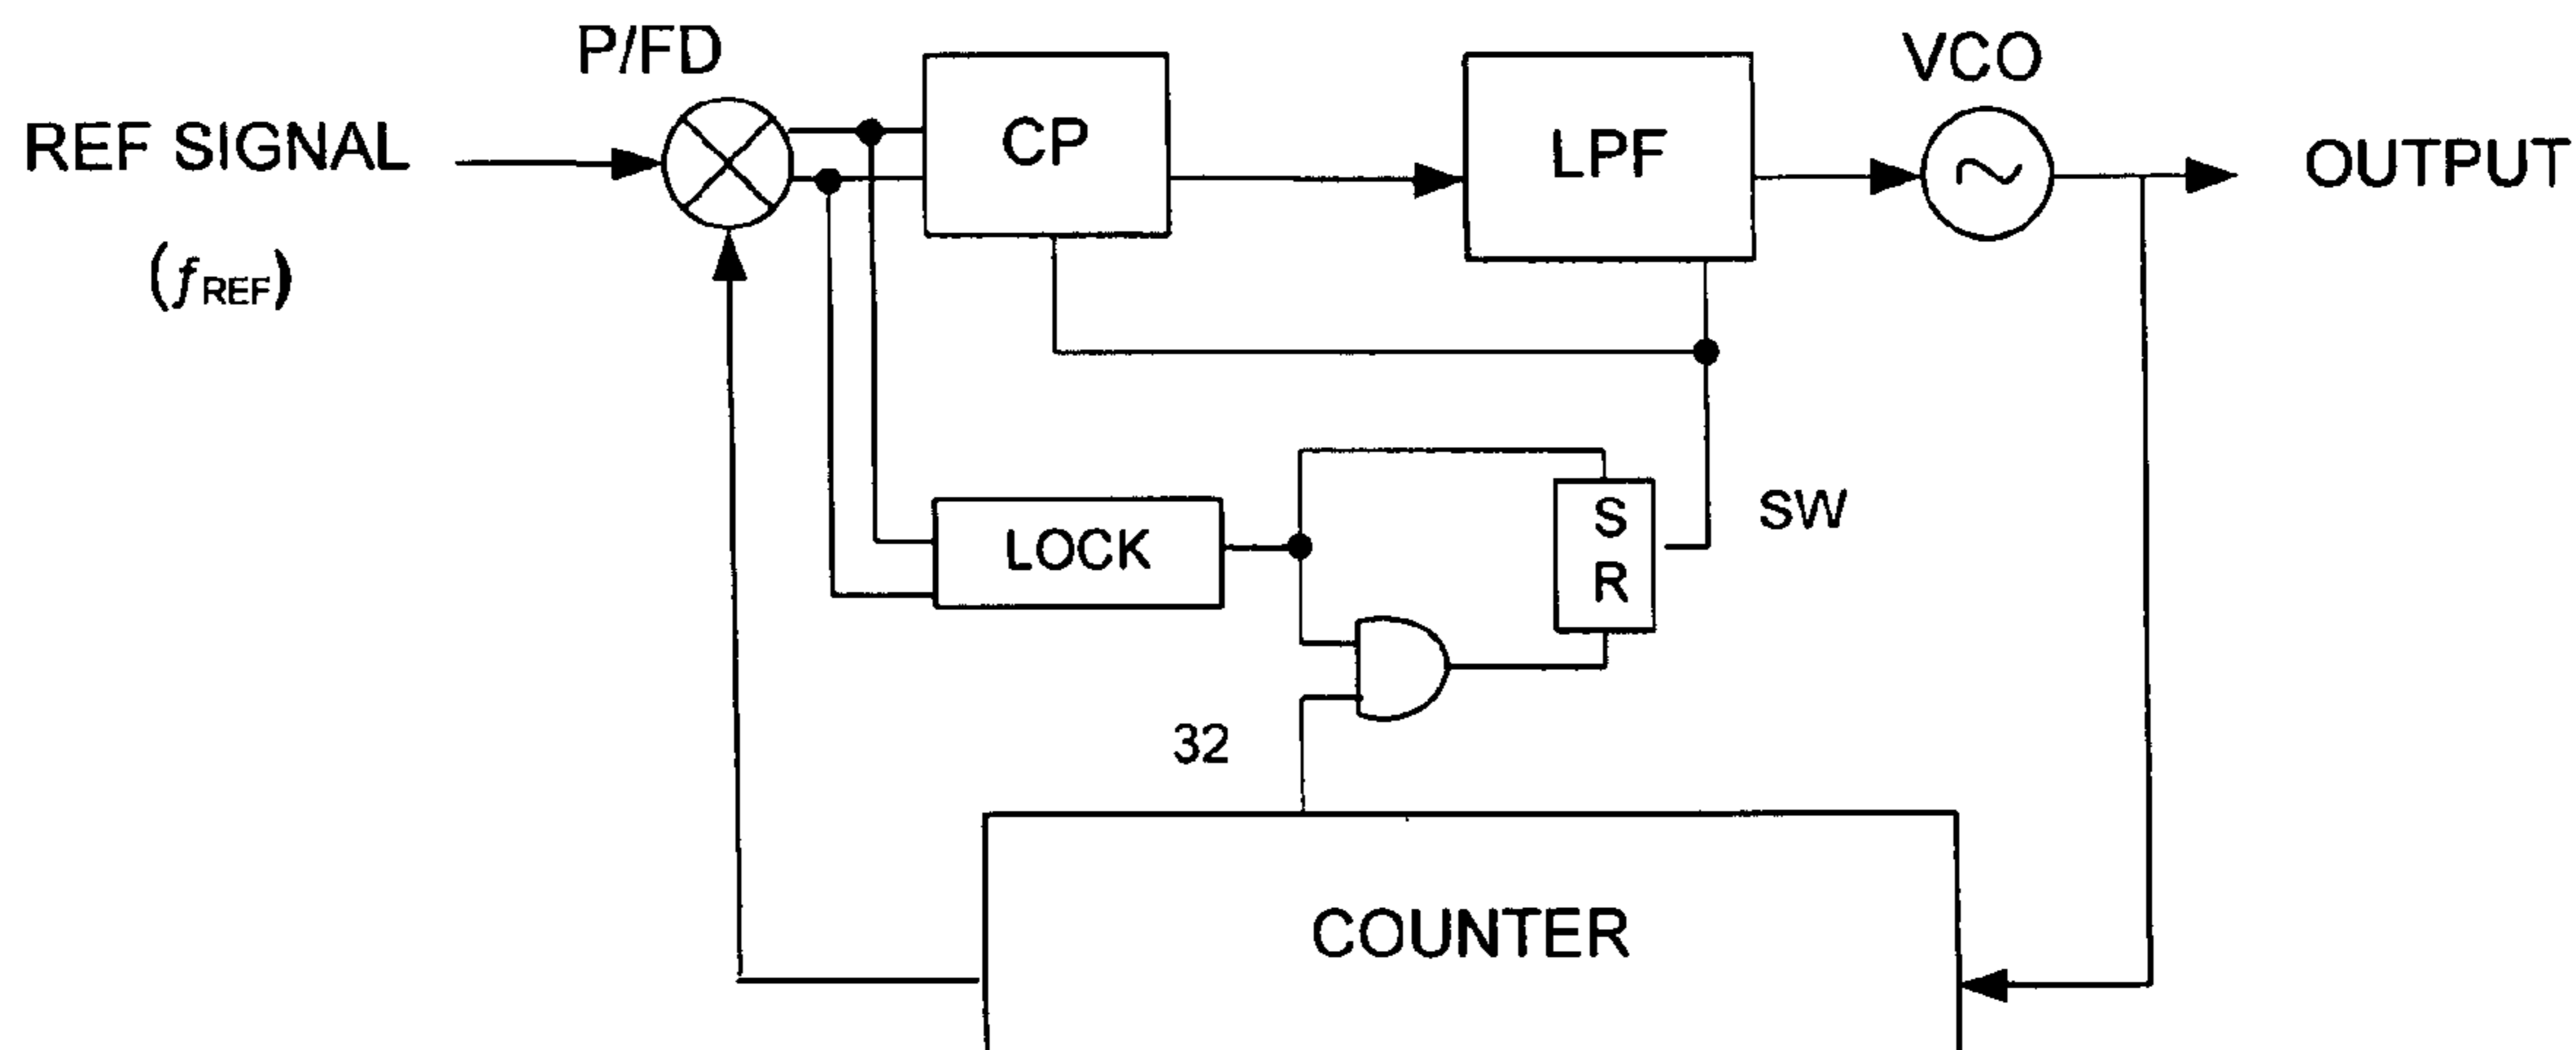 P/FD
VCO
REF SIGNAL
CP
LPF
OUTPUT
(fREF)
SW
S
R
LOCK
32
COUNTER